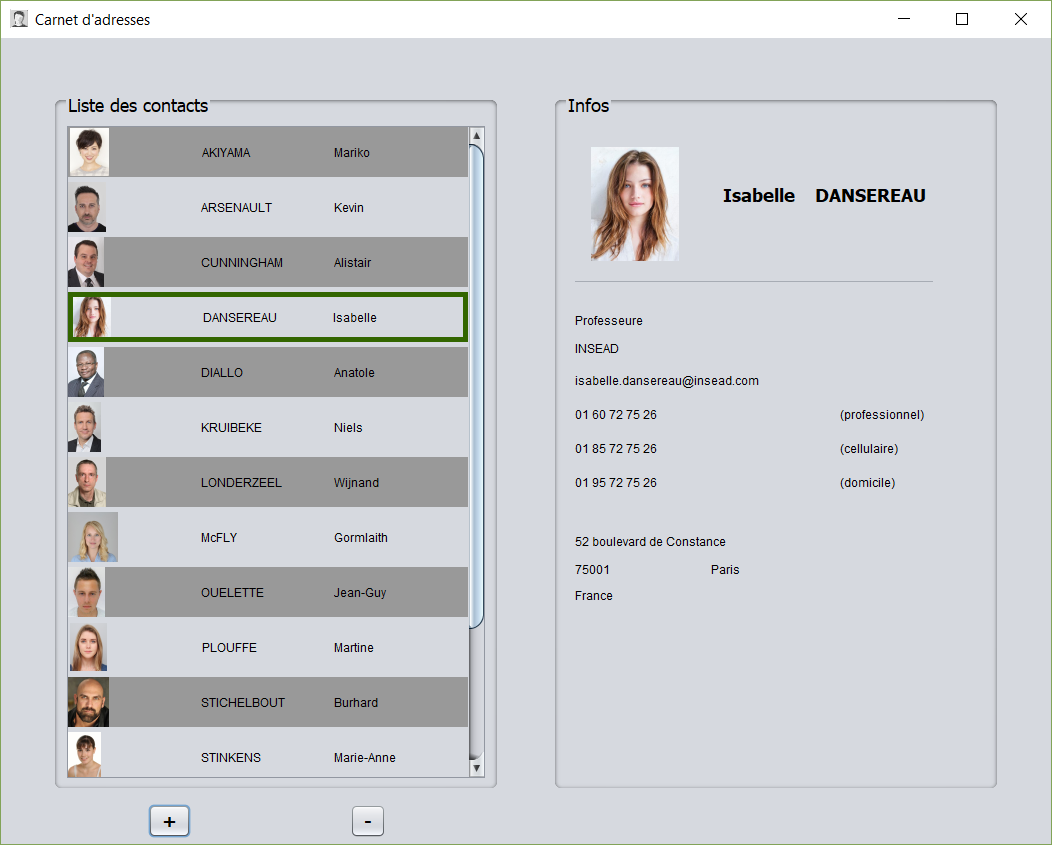 Carnet d'adresses
Liste des contacts
AKIYAMA Mariko
ARSENAULT Kevin
CUNNINGHAM Alistair
DANSEREAU Isabelle
DIALLO Anatole
KRUIBEKE Niels
LONDERZEEL Wijnand
McFLY Gormlaith
OUELETTE Jean-Guy
PLOUFFE Martine
STICHELBOUT Burhard
STINKENS Marie-Anne
+ -
Infos
Isabelle DANSEREAU
Professeure
INSEAD
isabelle.dansereau@insead.com
01 60 72 75 26 (professionnel)
01 85 72 75 26 (cellulaire)
01 95 72 75 26 (domicile)
52 boulevard de Constance
75001 Paris
France